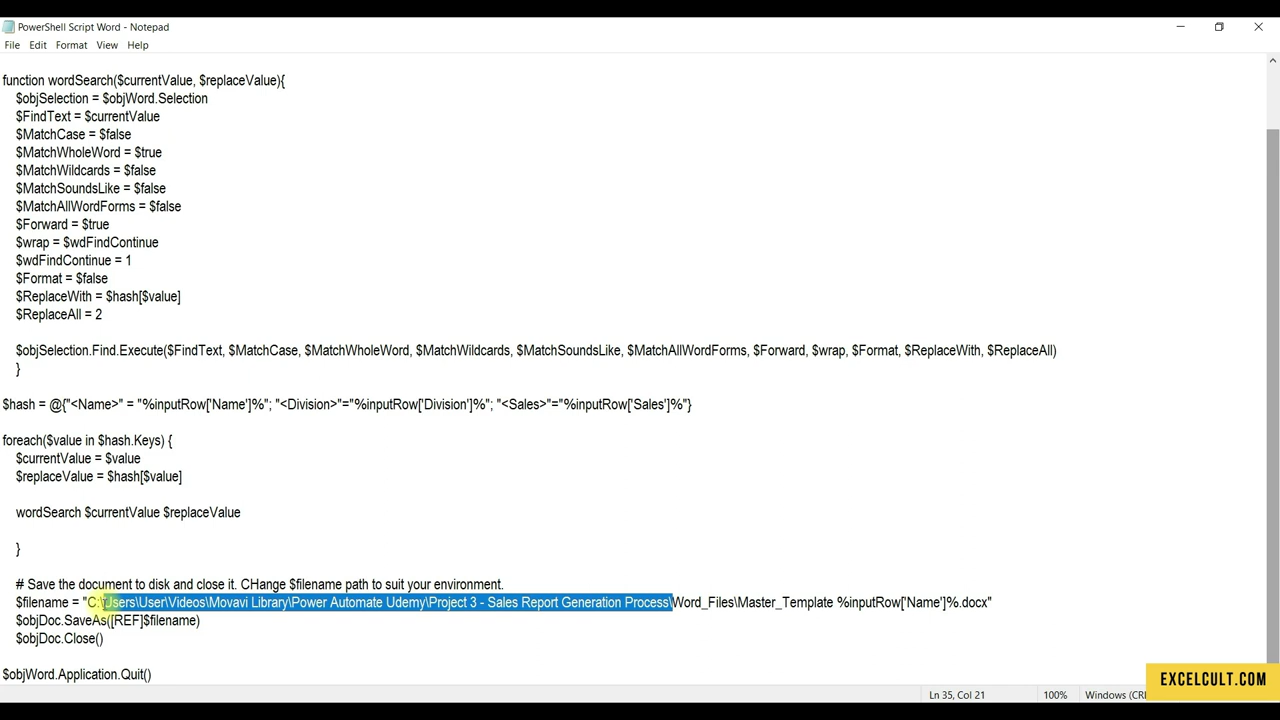 PowerShell Script Word - Notepad
File Edit Format View Help
function wordSearch($currentValue, $replaceValue){
$objSelection = $objWord.Selection
$FindText = $currentValue
$MatchCase = $false
$MatchWholeWord = $true
$MatchWildcards = $false
$MatchSoundsLike = $false
$MatchAllWordForms = $false
$Forward = $true
$wrap = $wdFindContinue
$wdFindContinue = 1
$Format = $false
$ReplaceWith = $hash[$value]
$ReplaceAll = 2
$objSelection.Find.Execute($FindText, $MatchCase, $MatchWholeWord, $MatchWildcards, $MatchSoundsLike, $MatchAllWordForms, $Forward, $wrap, $Format, $ReplaceWith, $ReplaceAll)
}
$hash = @{"<Name>" = "%inputRow['Name']%"; "<Division>"="%inputRow['Division']%"; "<Sales>"="%inputRow['Sales']%"}
foreach($value in $hash.Keys) {
$currentValue = $value
$replaceValue = $hash[$value]
wordSearch $currentValue $replaceValue
}
# Save the document to disk and close it. CHange $filename path to suit your environment.
$filename = "C:\Users\User\Videos\Movavi Library\Power Automate Udemy\Project 3 - Sales Report Generation Process\Word_Files\Master_Template %inputRow['Name']%.docx"
$objDoc.SaveAs([REF]$filename)
$objDoc.Close()
$objWord.Application.Quit()
Ln 35, Col 21 100% Windows (CR
EXCELCULT.COM